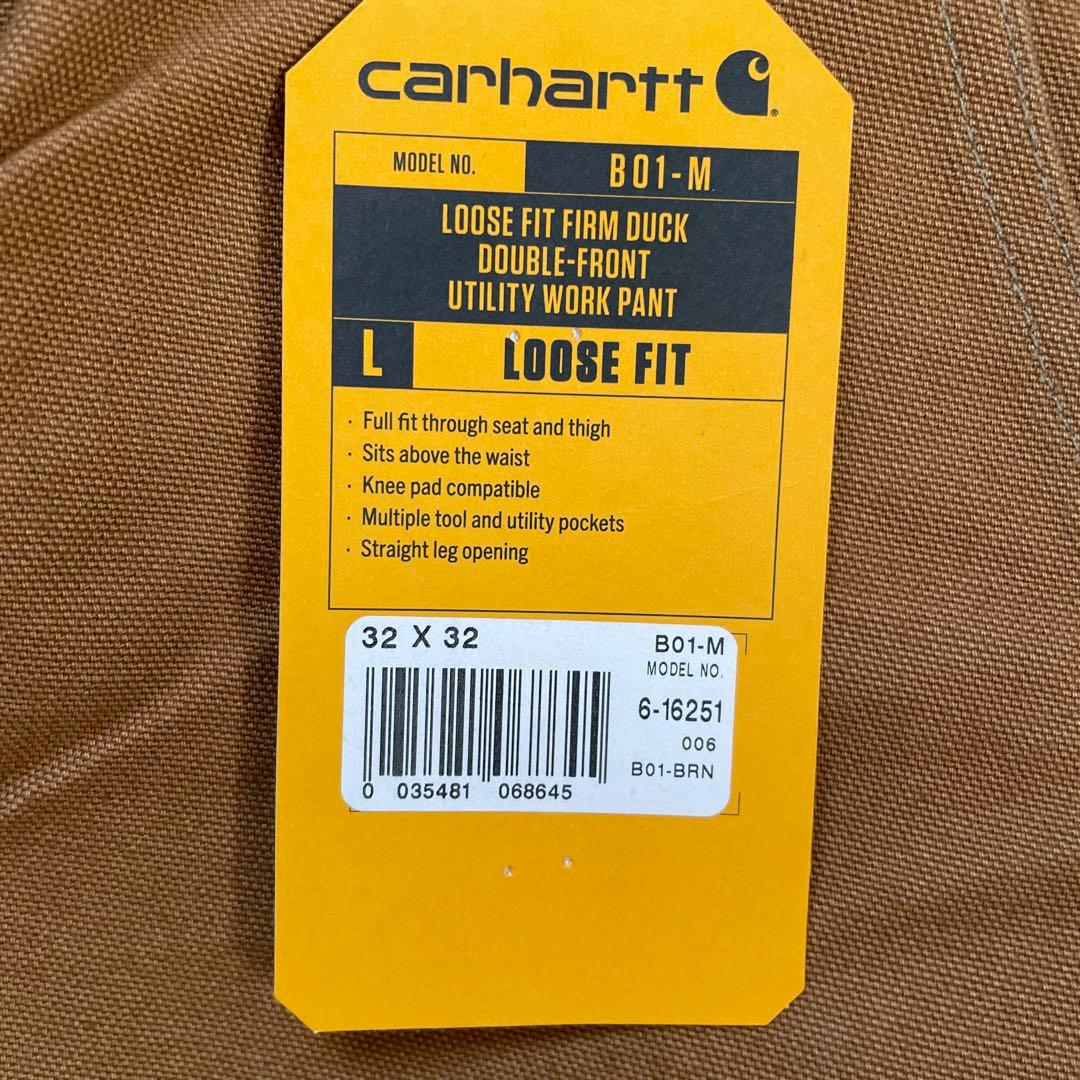 carhartt
MODEL NO. B01-M
LOOSE FIT FIRM DUCK
DOUBLE-FRONT
UTILITY WORK PANT
L LOOSE FIT
· Full fit through seat and thigh
· Sits above the waist
· Knee pad compatible
· Multiple tool and utility pockets
· Straight leg opening
32 X 32 B01-M
MODEL NO.
6-16251
006
B01-BRN
0 035481 068645